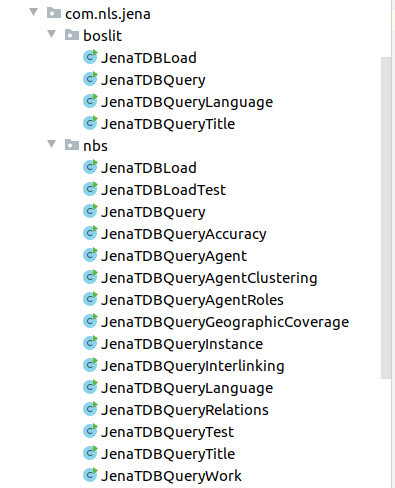 com.nls.jena
boslit
JenaTDBLoad
JenaTDBQuery
JenaTDBQueryLanguage
JenaTDBQueryTitle
nbs
JenaTDBLoad
JenaTDBLoadTest
JenaTDBQuery
JenaTDBQueryAccuracy
JenaTDBQueryAgent
JenaTDBQueryAgentClustering
JenaTDBQueryAgentRoles
JenaTDBQueryGeographicCoverage
JenaTDBQueryInstance
JenaTDBQueryInterlinking
JenaTDBQueryLanguage
JenaTDBQueryRelations
JenaTDBQueryTest
JenaTDBQueryTitle
JenaTDBQueryWork